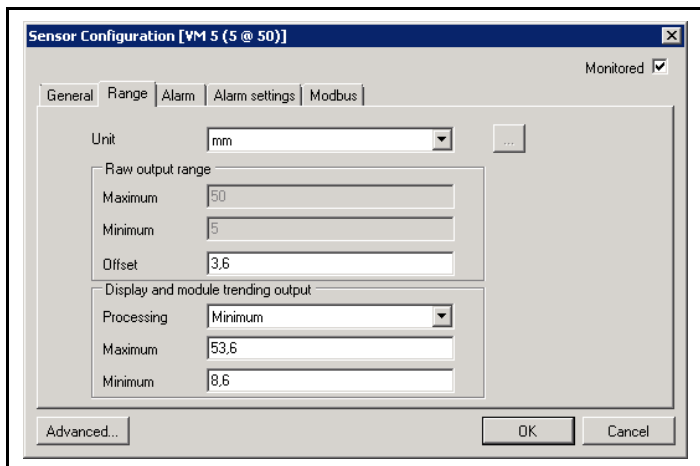 Sensor Configuration [VM 5 (5 @ 50)]
Monitored
General Range Alarm Alarm settings Modbus
Unit mm ...
Raw output range
Maximum 50
Minimum 5
Offset 3,6
Display and module trending output
Processing Minimum
Maximum 53,6
Minimum 8,6
Advanced... OK Cancel